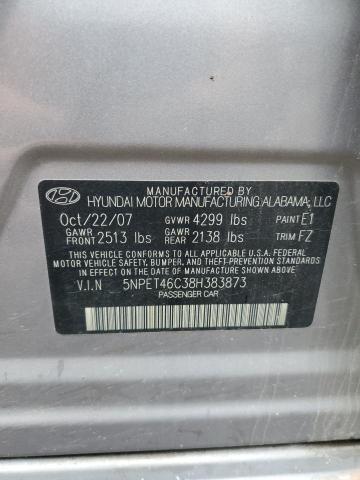 MANUFACTURED BY
HYUNDAI MOTOR MANUFACTURING ALABAMA, LLC
Oct/22/07 GVWR 4299 lbs PAINT E1
GAWR FRONT 2513 lbs GAWR REAR 2138 lbs TRIM FZ
THIS VEHICLE CONFORMS TO ALL APPLICABLE U.S.A. FEDERAL
MOTOR VEHICLE SAFETY, BUMPER, AND THEFT-PREVENTION
STANDARDS IN EFFECT ON THE DATE OF MANUFACTURE SHOWN ABOVE.
V.I.N 5NPET46C38H383873
PASSENGER CAR